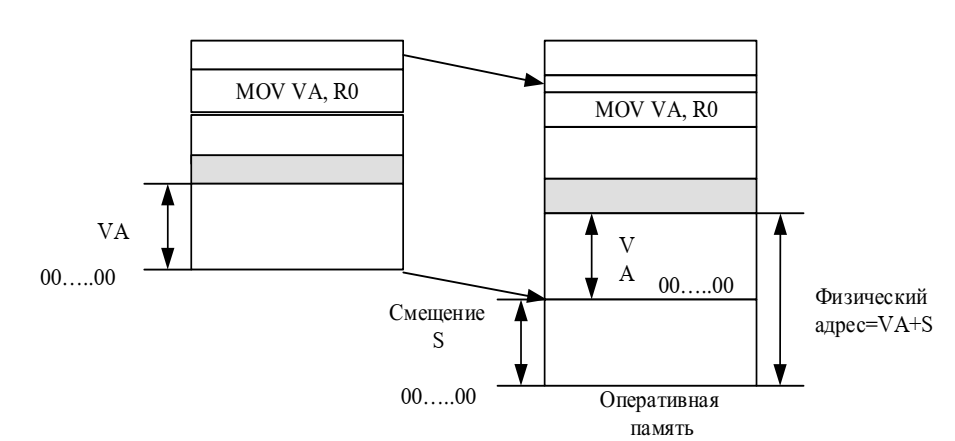 MOV VA, R0
MOV VA, R0
VA
00…..00
V
A
00…..00
Смещение
S
Физический
адрес=VA+S
00…..00
Оперативная
память